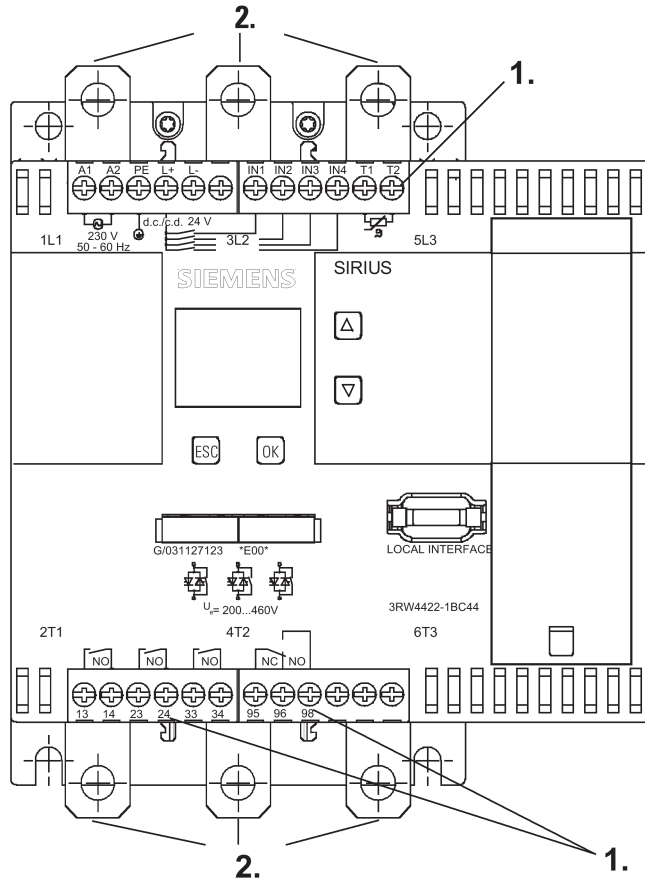 2.
1.
A1 A2 PE L+ L- IN1 IN2 IN3 IN4 T1 T2
d.c./c.d. 24 V
230 V
50 - 60 Hz
1L1 3L2 5L3
SIEMENS
SIRIUS
ESC OK
G/031127123 *E00*
LOCAL INTERFACE
Ue= 200...460V
3RW4422-1BC44
2T1 4T2 6T3
NO NO NO NC NO
13 14 23 24 33 34 95 96 98
1.
2.